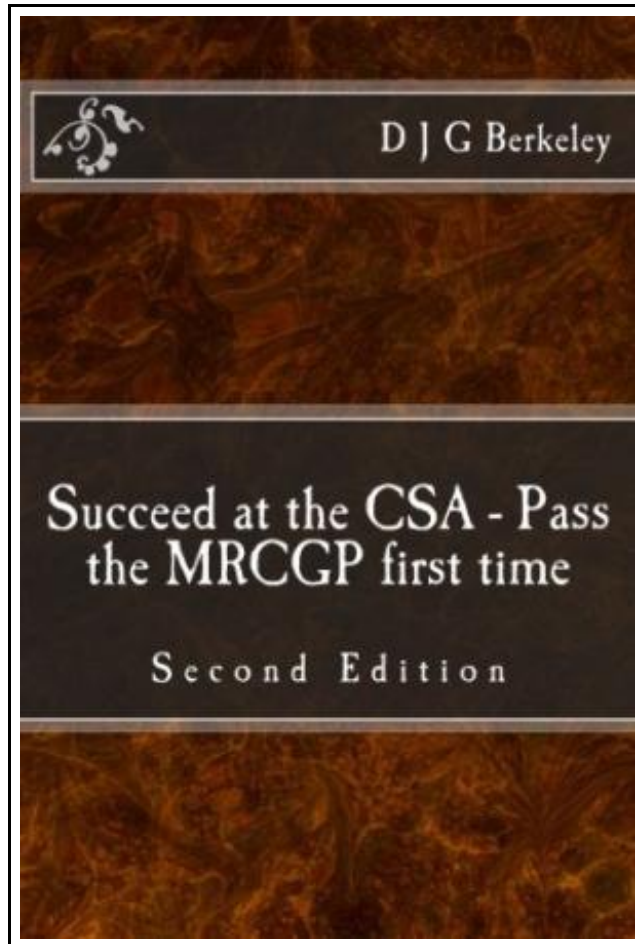 D J G Berkeley
Succeed at the CSA - Pass
the MRCGP first time
Second Edition